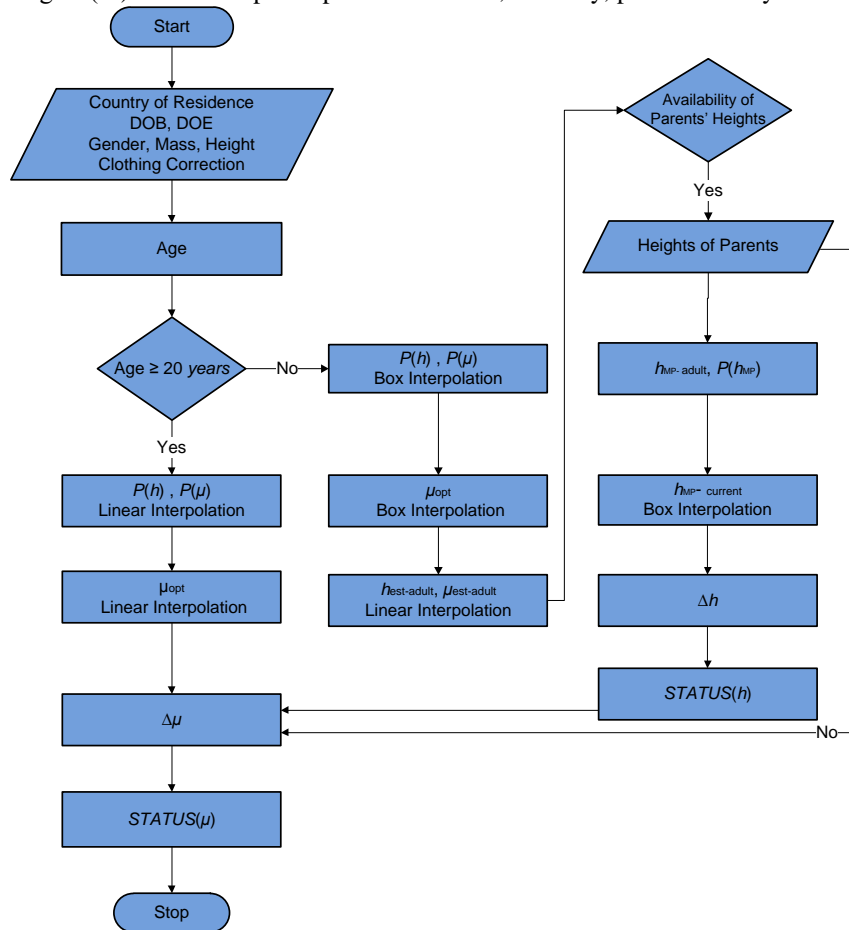 Start
Country of Residence
DOB, DOE
Gender, Mass, Height
Clothing Correction
Age
Age ≥ 20 years
No
Yes
P(h) , P(μ)
Linear Interpolation
μopt
Linear Interpolation
Δμ
STATUS(μ)
Stop
P(h) , P(μ)
Box Interpolation
μopt
Box Interpolation
hest-adult, μest-adult
Linear Interpolation
Availability of
Parents' Heights
Yes
Heights of Parents
hMP- adult, P(hMP)
hMP- current
Box Interpolation
Δh
STATUS(h)
No